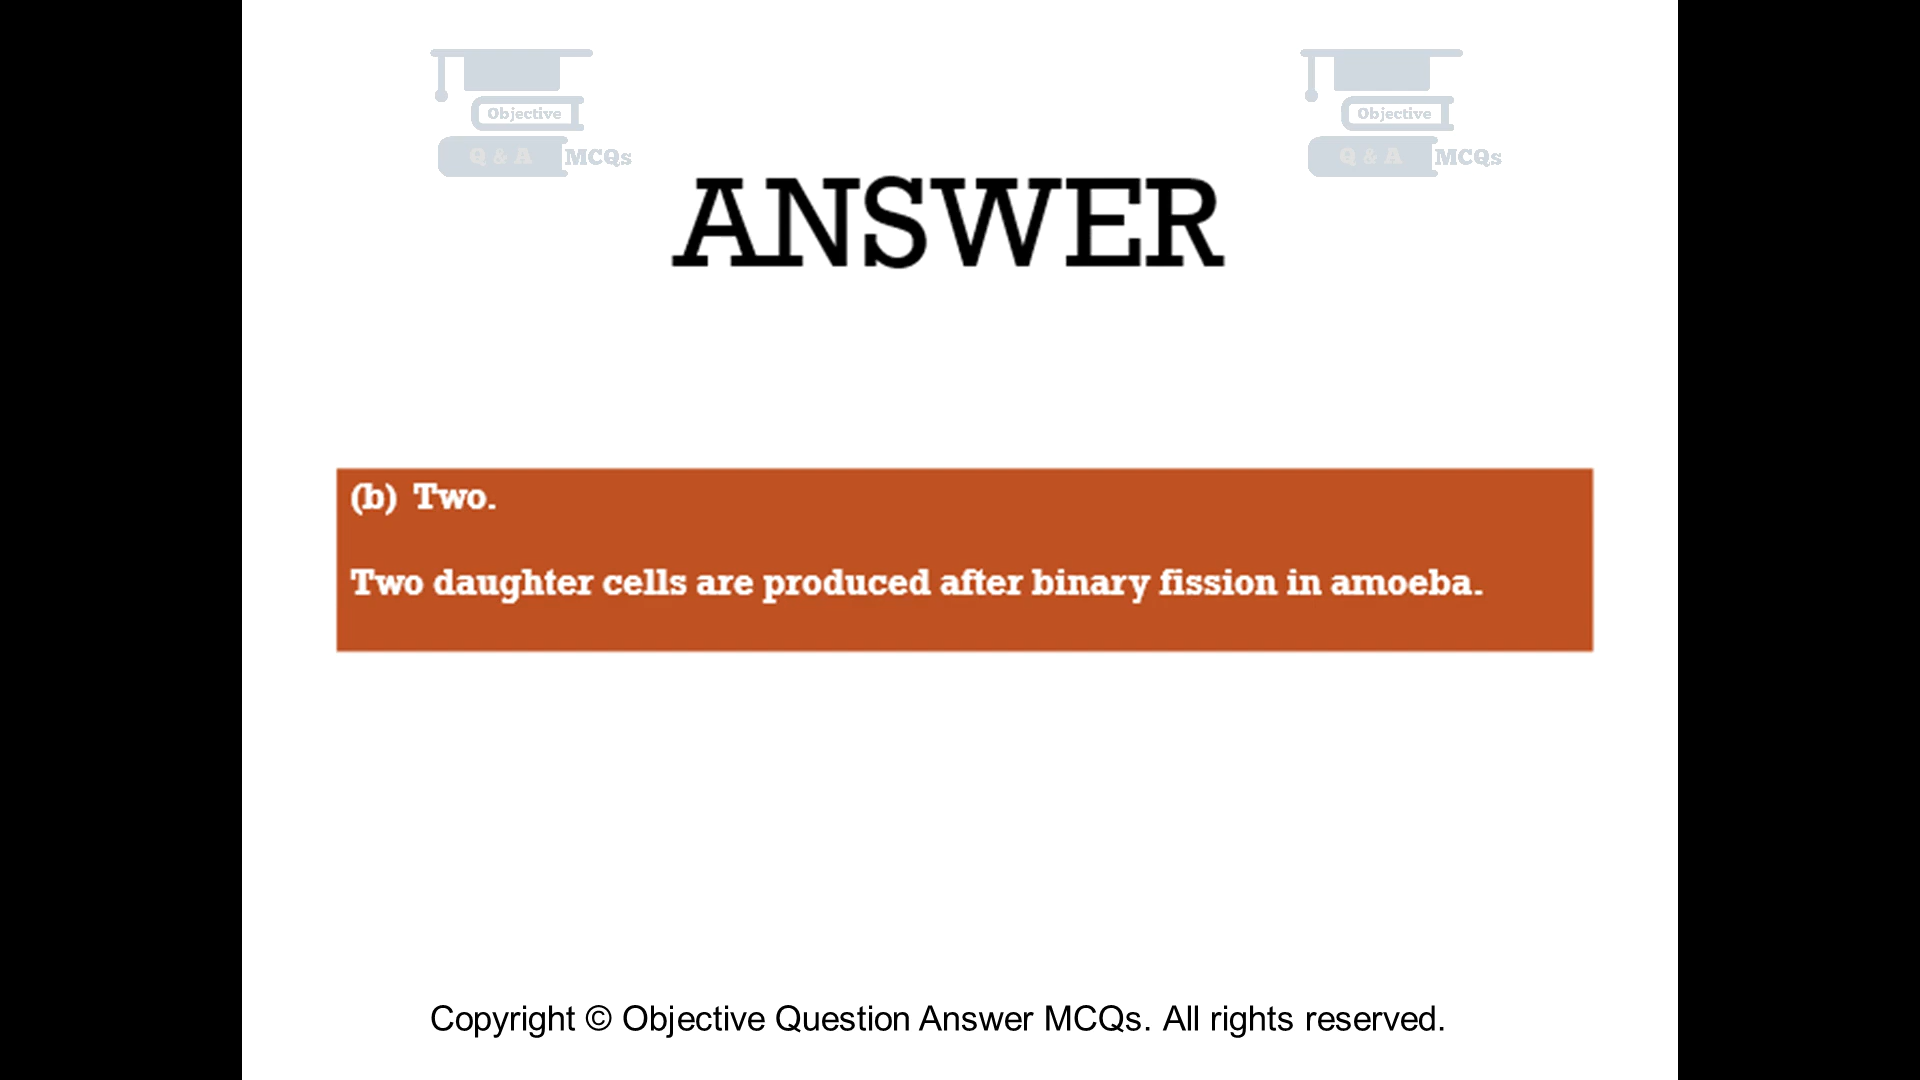 Objective
Q & A MCQs
Objective
Q & A MCQs
ANSWER
(b) Two.
Two daughter cells are produced after binary fission in amoeba.
Copyright © Objective Question Answer MCQs. All rights reserved.